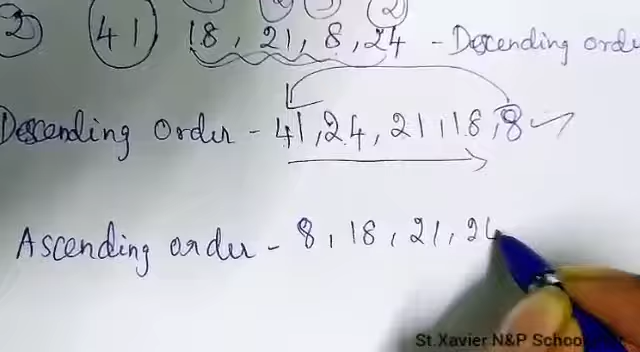 2) 41 18, 21, 8, 24 - Descending orde
Descending Order - 41, 24, 21, 18, 8
Ascending order - 8, 18, 21, 24
St.Xavier N&P School